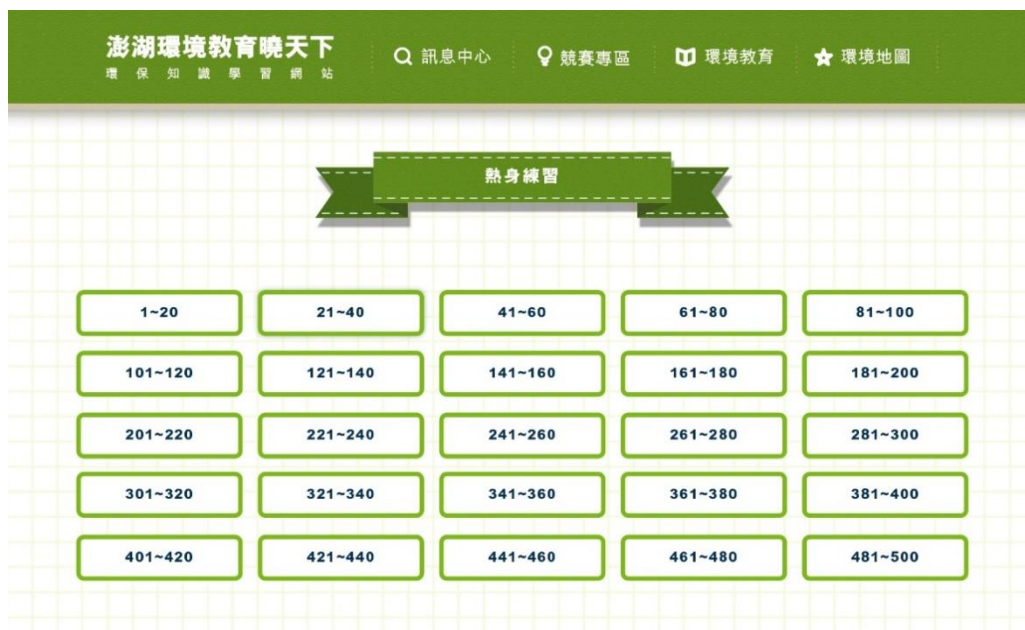 澎湖環境教育曉天下
環保知識學習網站
訊息中心 競賽專區 環境教育 環境地圖
熱身練習
1~20 21~40 41~60 61~80 81~100
101~120 121~140 141~160 161~180 181~200
201~220 221~240 241~260 261~280 281~300
301~320 321~340 341~360 361~380 381~400
401~420 421~440 441~460 461~480 481~500